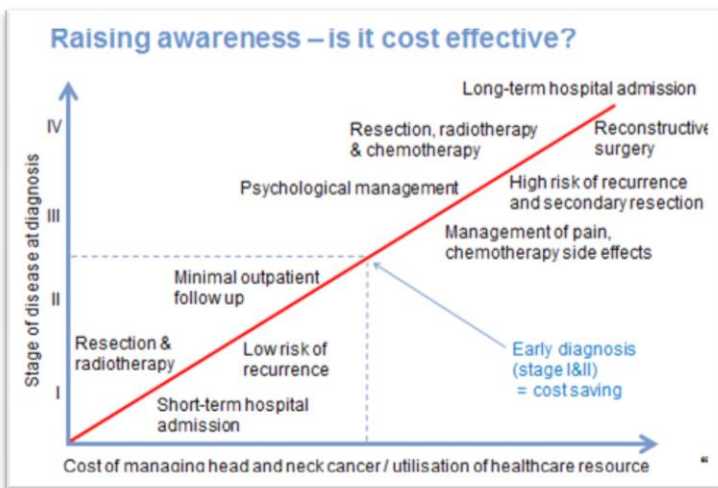 Raising awareness – is it cost effective?
Long-term hospital admission
IV
Resection, radiotherapy
& chemotherapy
Reconstructive
surgery
Psychological management
High risk of recurrence
and secondary resection
III
Management of pain,
chemotherapy side effects
Stage of disease at diagnosis
Minimal outpatient
follow up
II
Resection &
radiotherapy
Low risk of
recurrence
Early diagnosis
(stage I&II)
= cost saving
I
Short-term hospital
admission
Cost of managing head and neck cancer / utilisation of healthcare resource
“